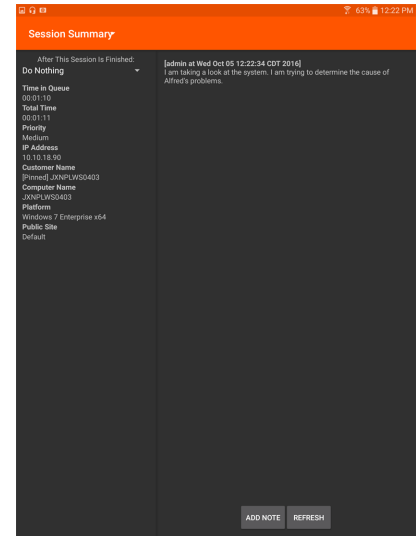 63% 12:22 PM
Session Summary
After This Session Is Finished:
Do Nothing
Time in Queue
00:01:10
Total Time
00:01:11
Priority
Medium
IP Address
10.10.18.90
Customer Name
[Pinned] JXNPLWS0403
Computer Name
JXNPLWS0403
Platform
Windows 7 Enterprise x64
Public Site
Default
[admin at Wed Oct 05 12:22:34 CDT 2016]
I am taking a look at the system. I am trying to determine the cause of
Alfred's problems.
ADD NOTE REFRESH